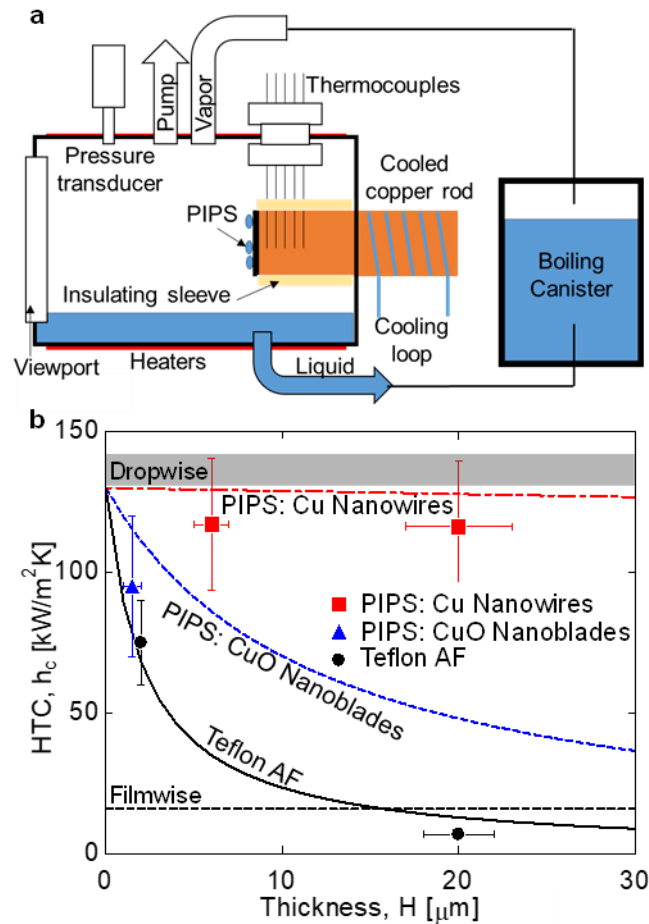 a
Pump
Vapor
Thermocouples
Pressure
transducer
Cooled
copper rod
PIPS
Boiling
Canister
Insulating sleeve
Cooling
loop
Viewport
Heaters
Liquid
b
150
Dropwise
PIPS: Cu Nanowires
100
PIPS: Cu Nanowires
PIPS: CuO Nanoblades
Teflon AF
PIPS: CuO Nanoblades
HTC, h_c [kW/m²K]
50
Teflon AF
Filmwise
0
0 10 20 30
Thickness, H [μm]